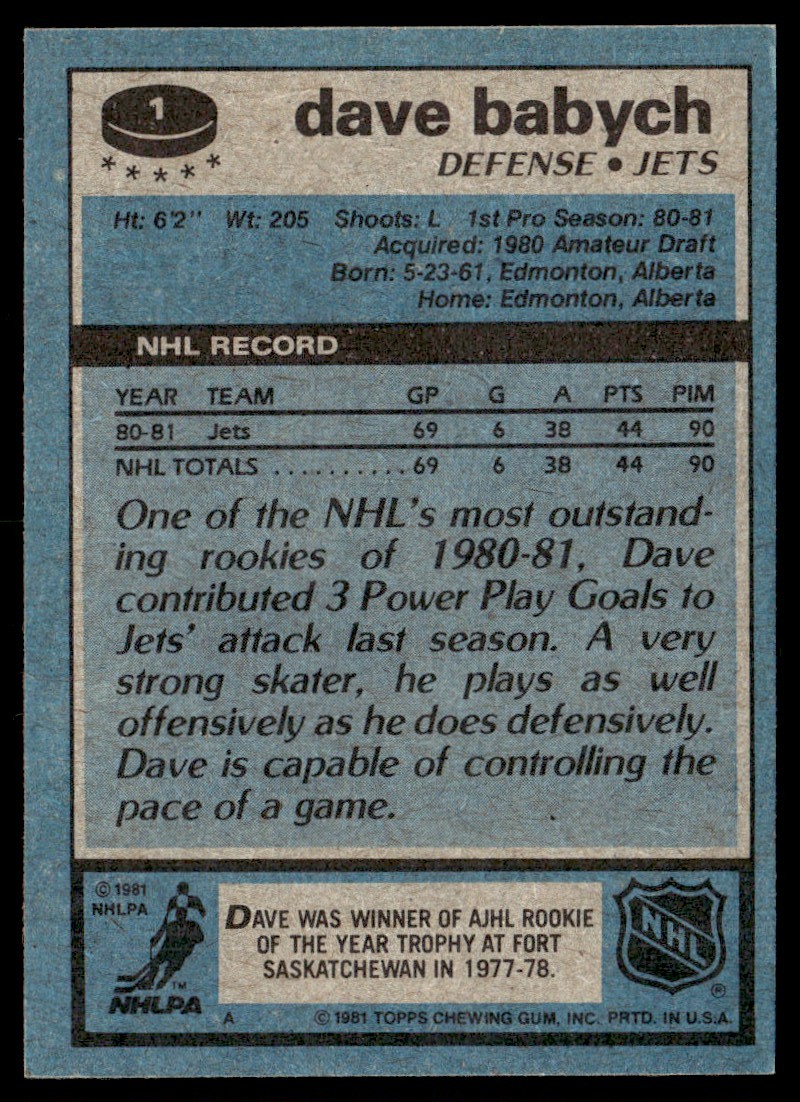 1
dave babych
★ ★ ★ ★ ★
DEFENSE • JETS
Ht: 6'2" Wt: 205 Shoots: L 1st Pro Season: 80-81
Acquired: 1980 Amateur Draft
Born: 5-23-61, Edmonton, Alberta
Home: Edmonton, Alberta
NHL RECORD
YEAR TEAM GP G A PTS PIM
80-81 Jets 69 6 38 44 90
NHL TOTALS .......... 69 6 38 44 90
One of the NHL's most outstand-
ing rookies of 1980-81, Dave
contributed 3 Power Play Goals to
Jets' attack last season. A very
strong skater, he plays as well
offensively as he does defensively.
Dave is capable of controlling the
pace of a game.
© 1981
NHLPA
TM
NHLPA
DAVE WAS WINNER OF AJHL ROOKIE
OF THE YEAR TROPHY AT FORT
SASKATCHEWAN IN 1977-78.
NHL
®
A
© 1981 TOPPS CHEWING GUM, INC. PRTD. IN U.S.A.